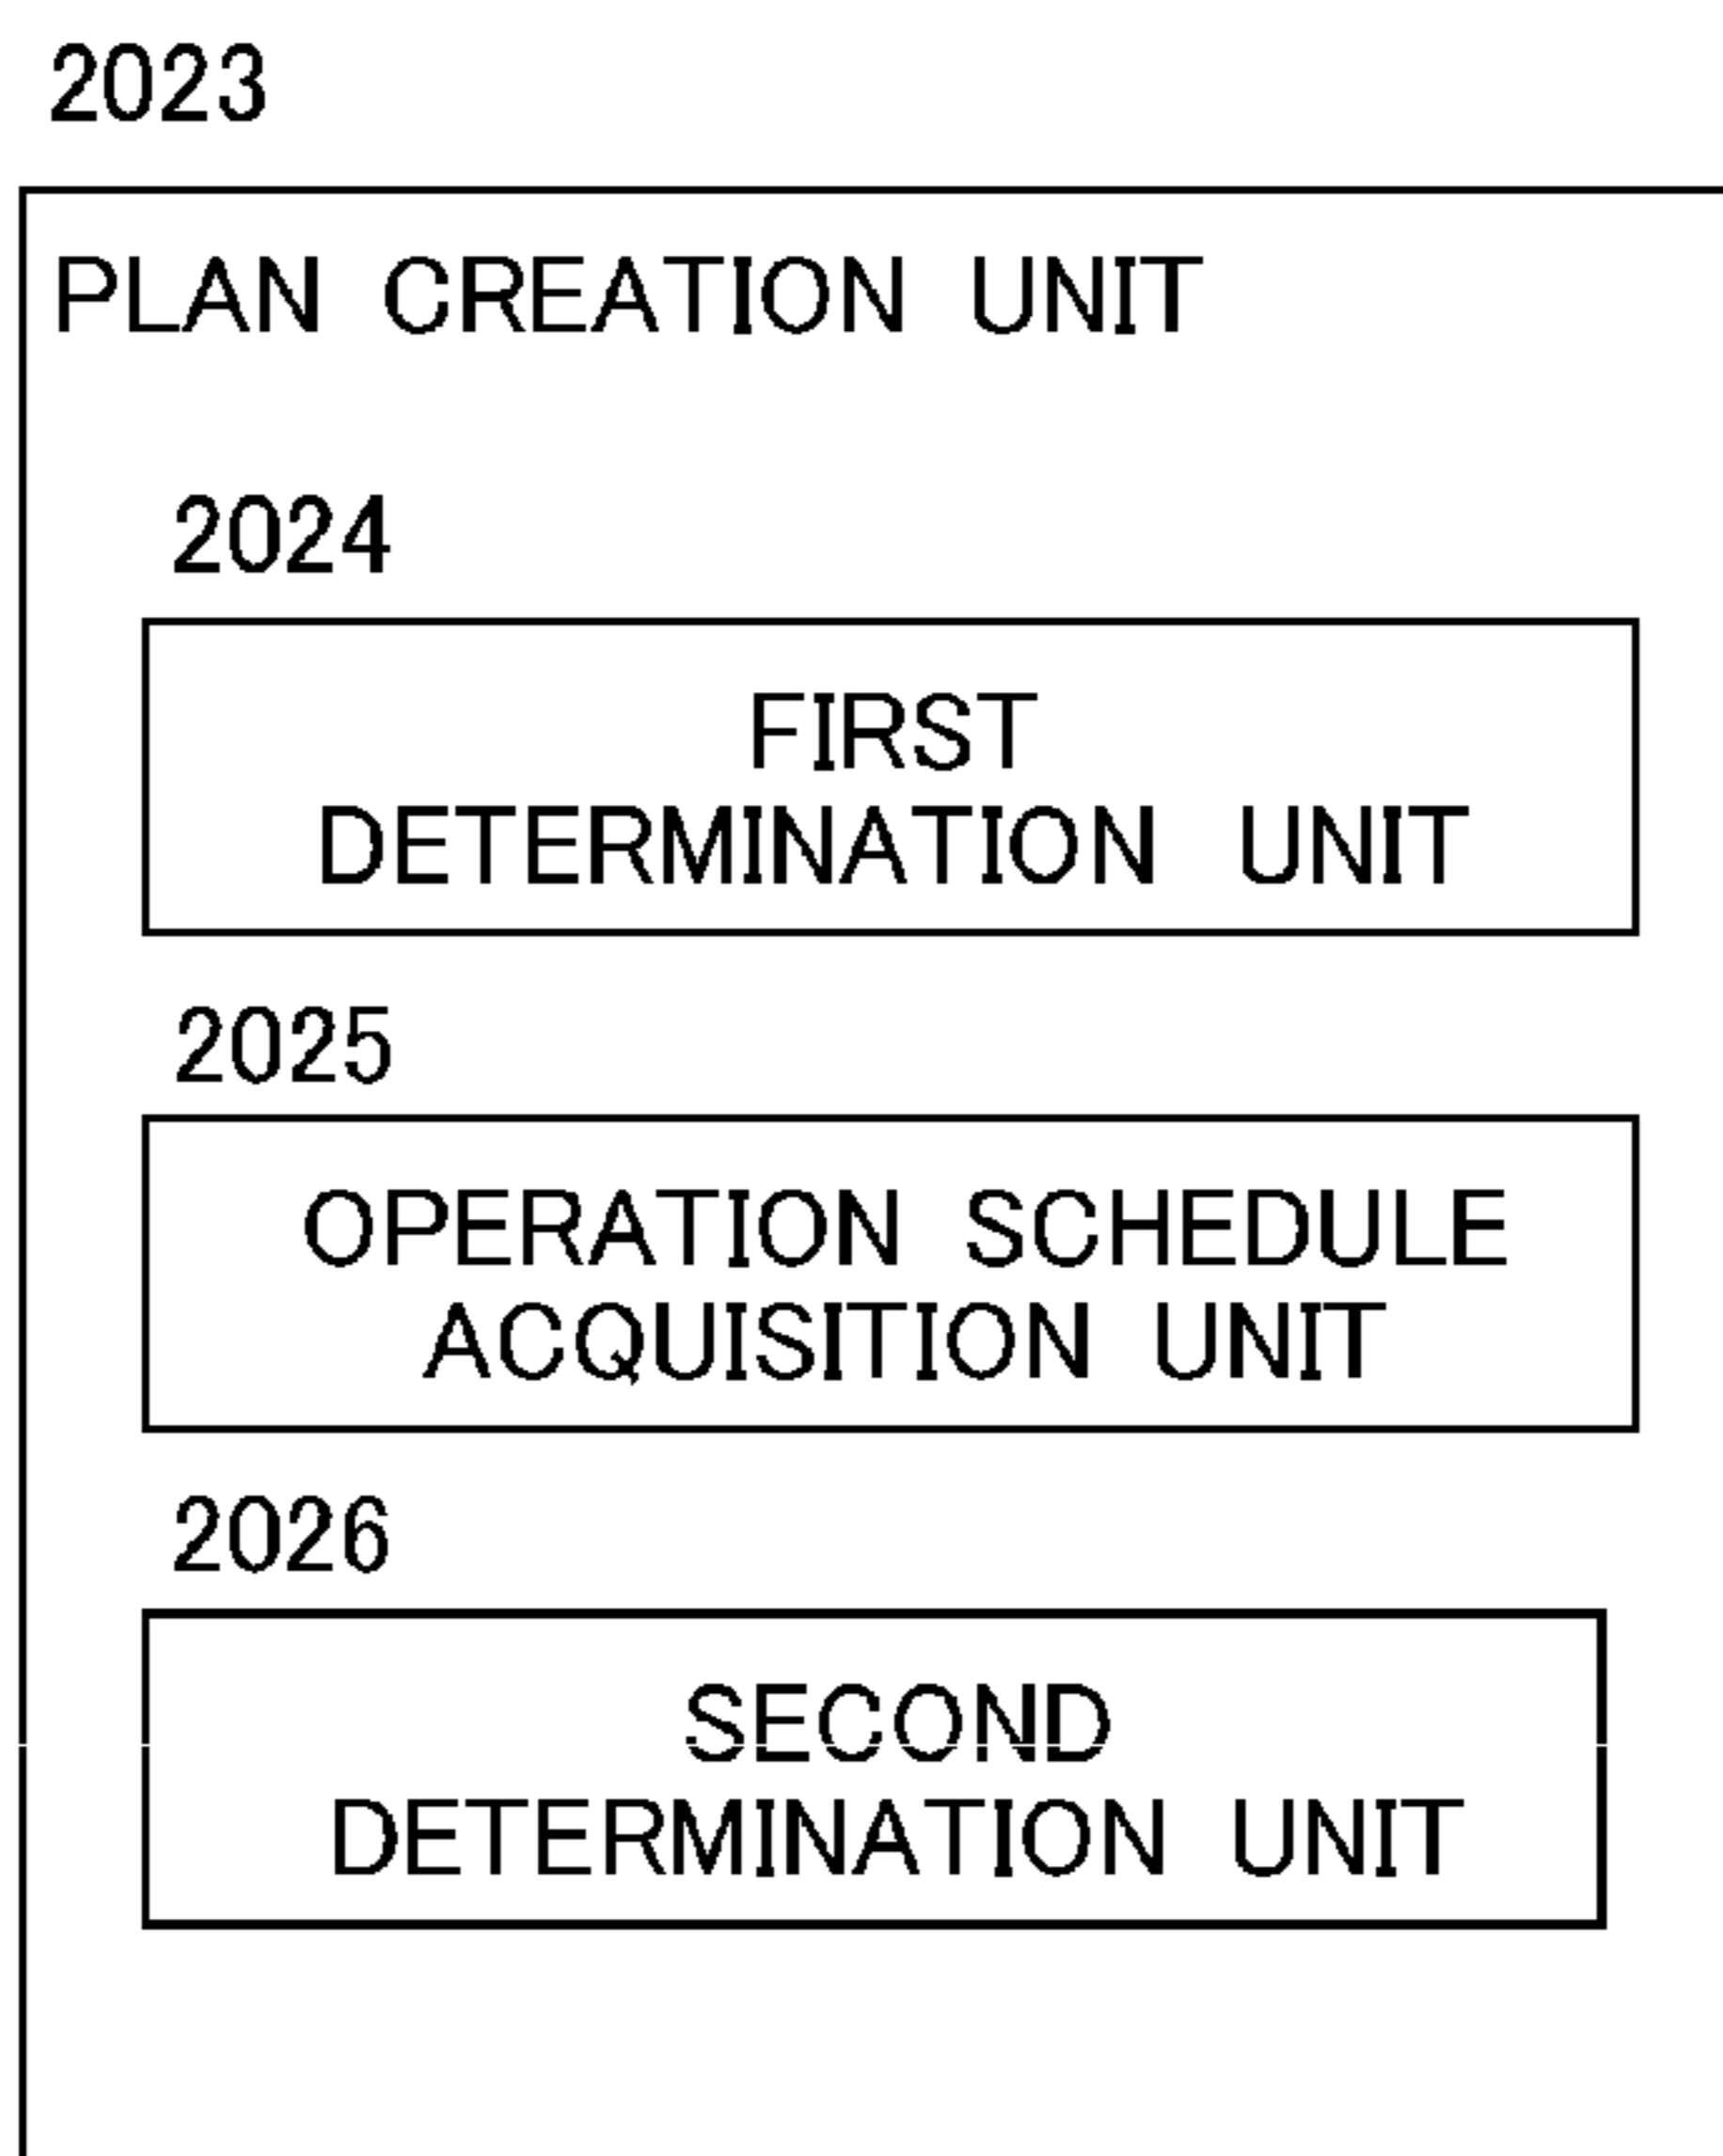 2023
PLAN CREATION UNIT
2024
FIRST
DETERMINATION UNIT
2025
OPERATION SCHEDULE
ACQUISITION UNIT
2026
SECOND
DETERMINATION UNIT